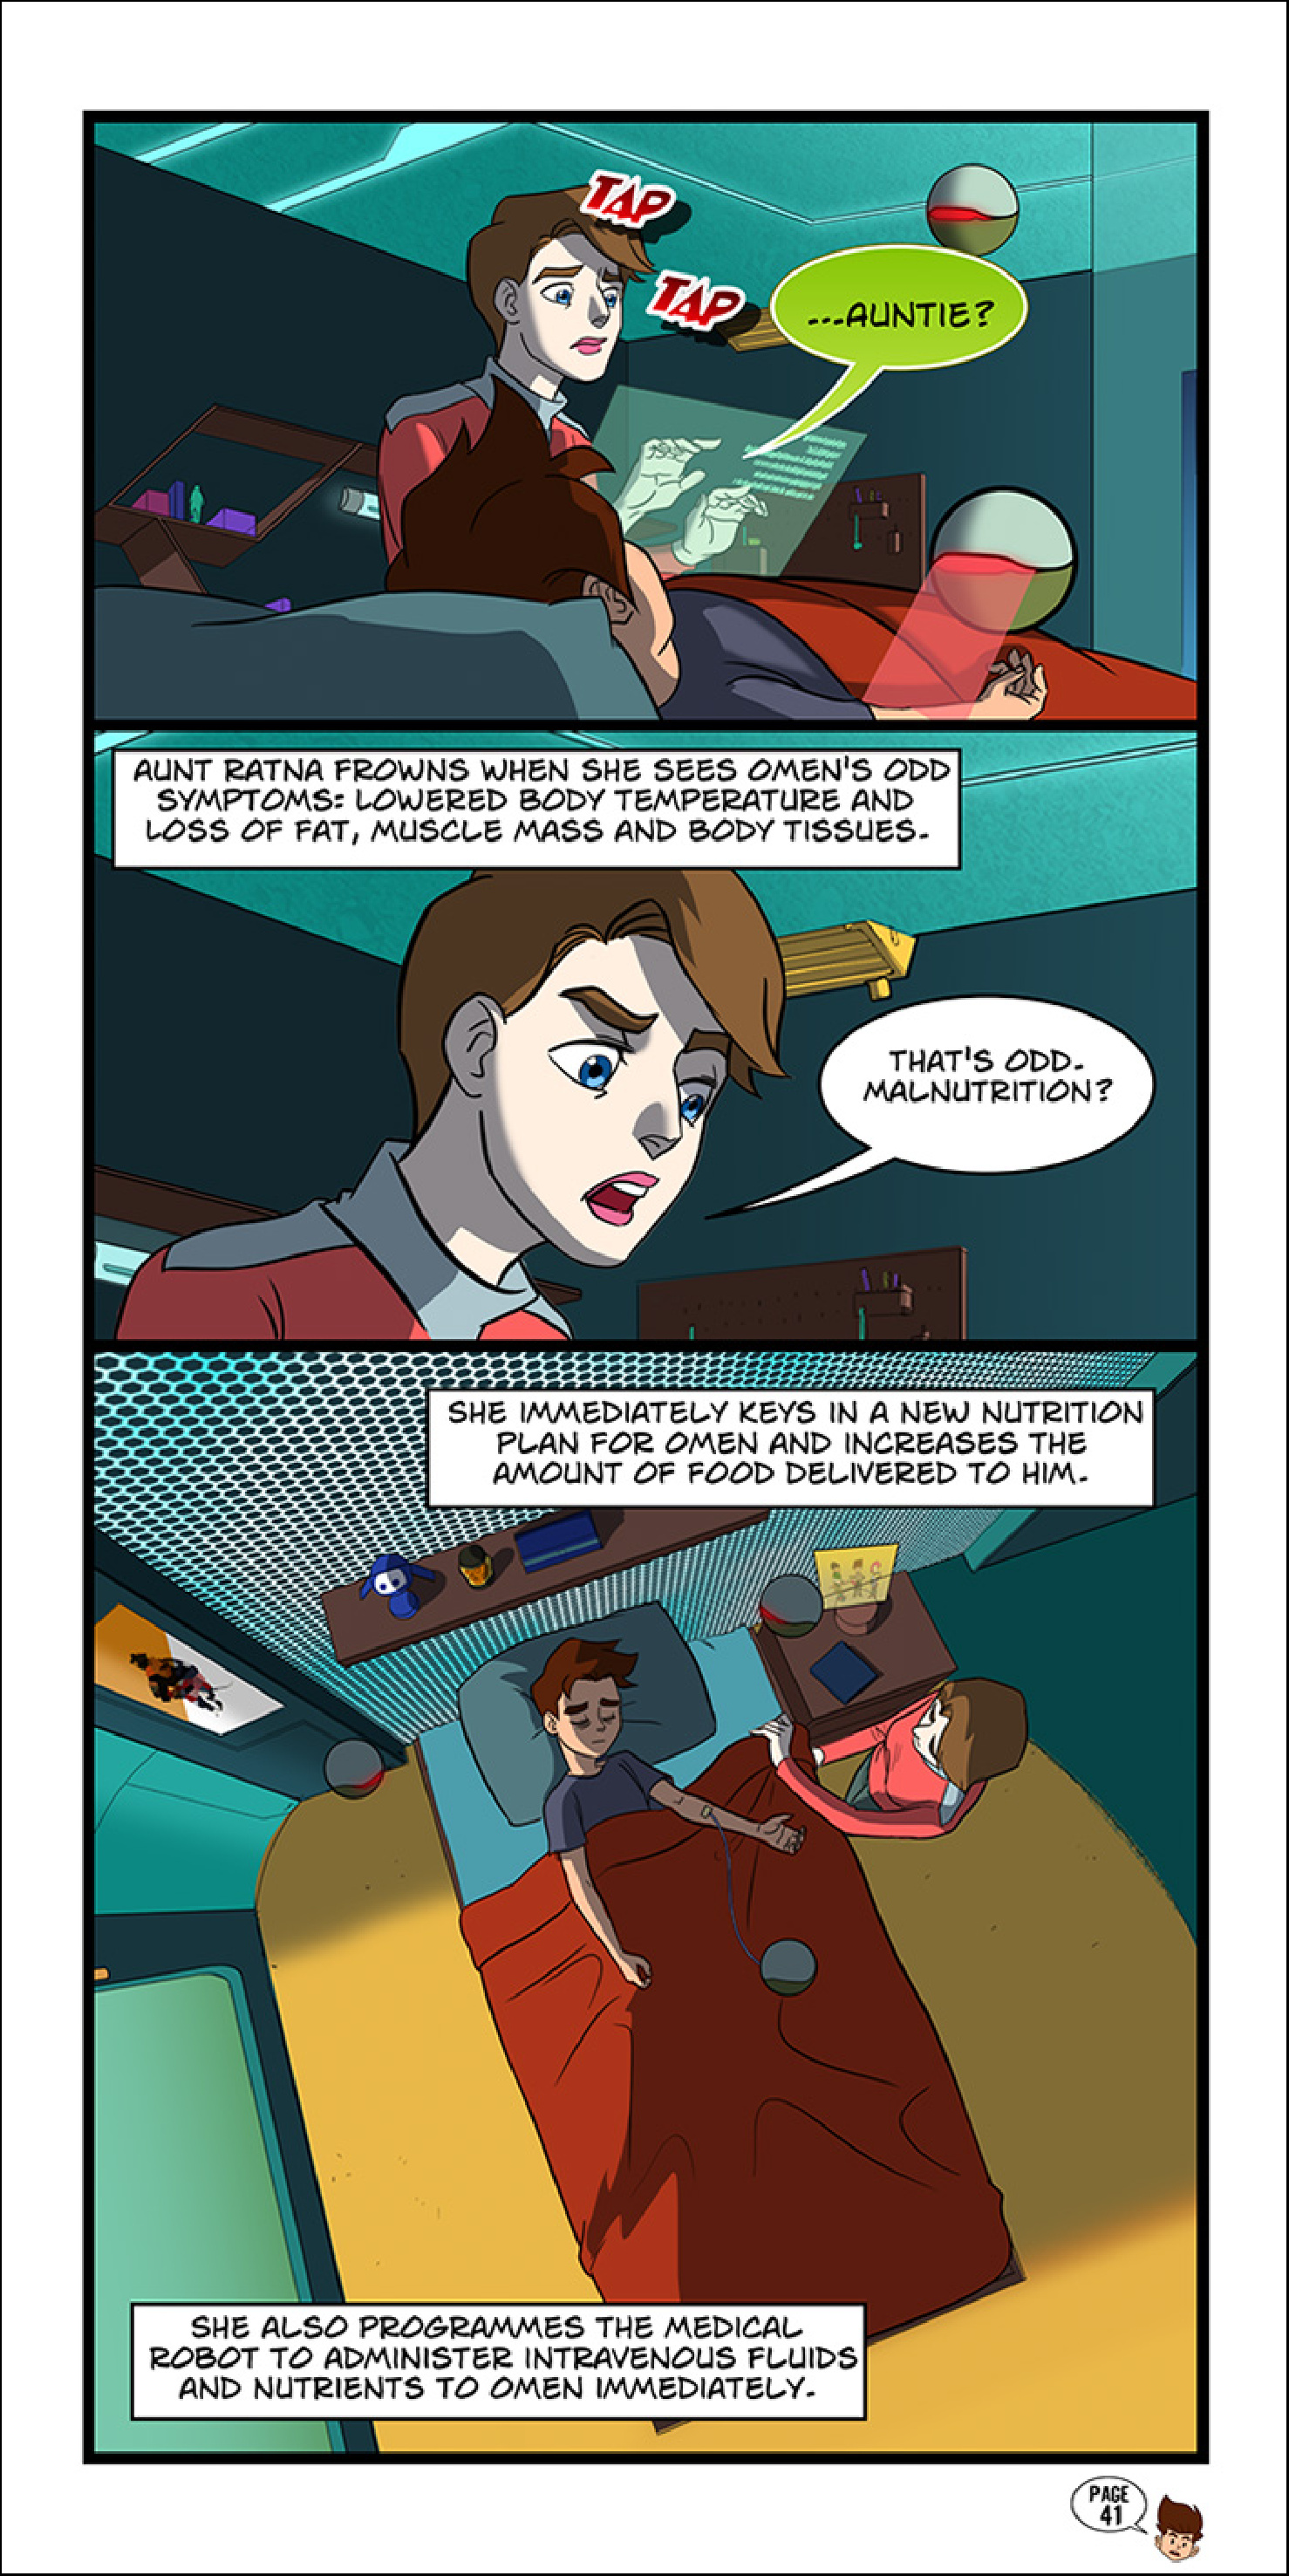 TAP
TAP
...AUNTIE?
AUNT RATNA FROWNS WHEN SHE SEES OMEN'S ODD
SYMPTOMS: LOWERED BODY TEMPERATURE AND
LOSS OF FAT, MUSCLE MASS AND BODY TISSUES.
THAT'S ODD.
MALNUTRITION?
SHE IMMEDIATELY KEYS IN A NEW NUTRITION
PLAN FOR OMEN AND INCREASES THE
AMOUNT OF FOOD DELIVERED TO HIM.
SHE ALSO PROGRAMMES THE MEDICAL
ROBOT TO ADMINISTER INTRAVENOUS FLUIDS
AND NUTRIENTS TO OMEN IMMEDIATELY.
PAGE
41